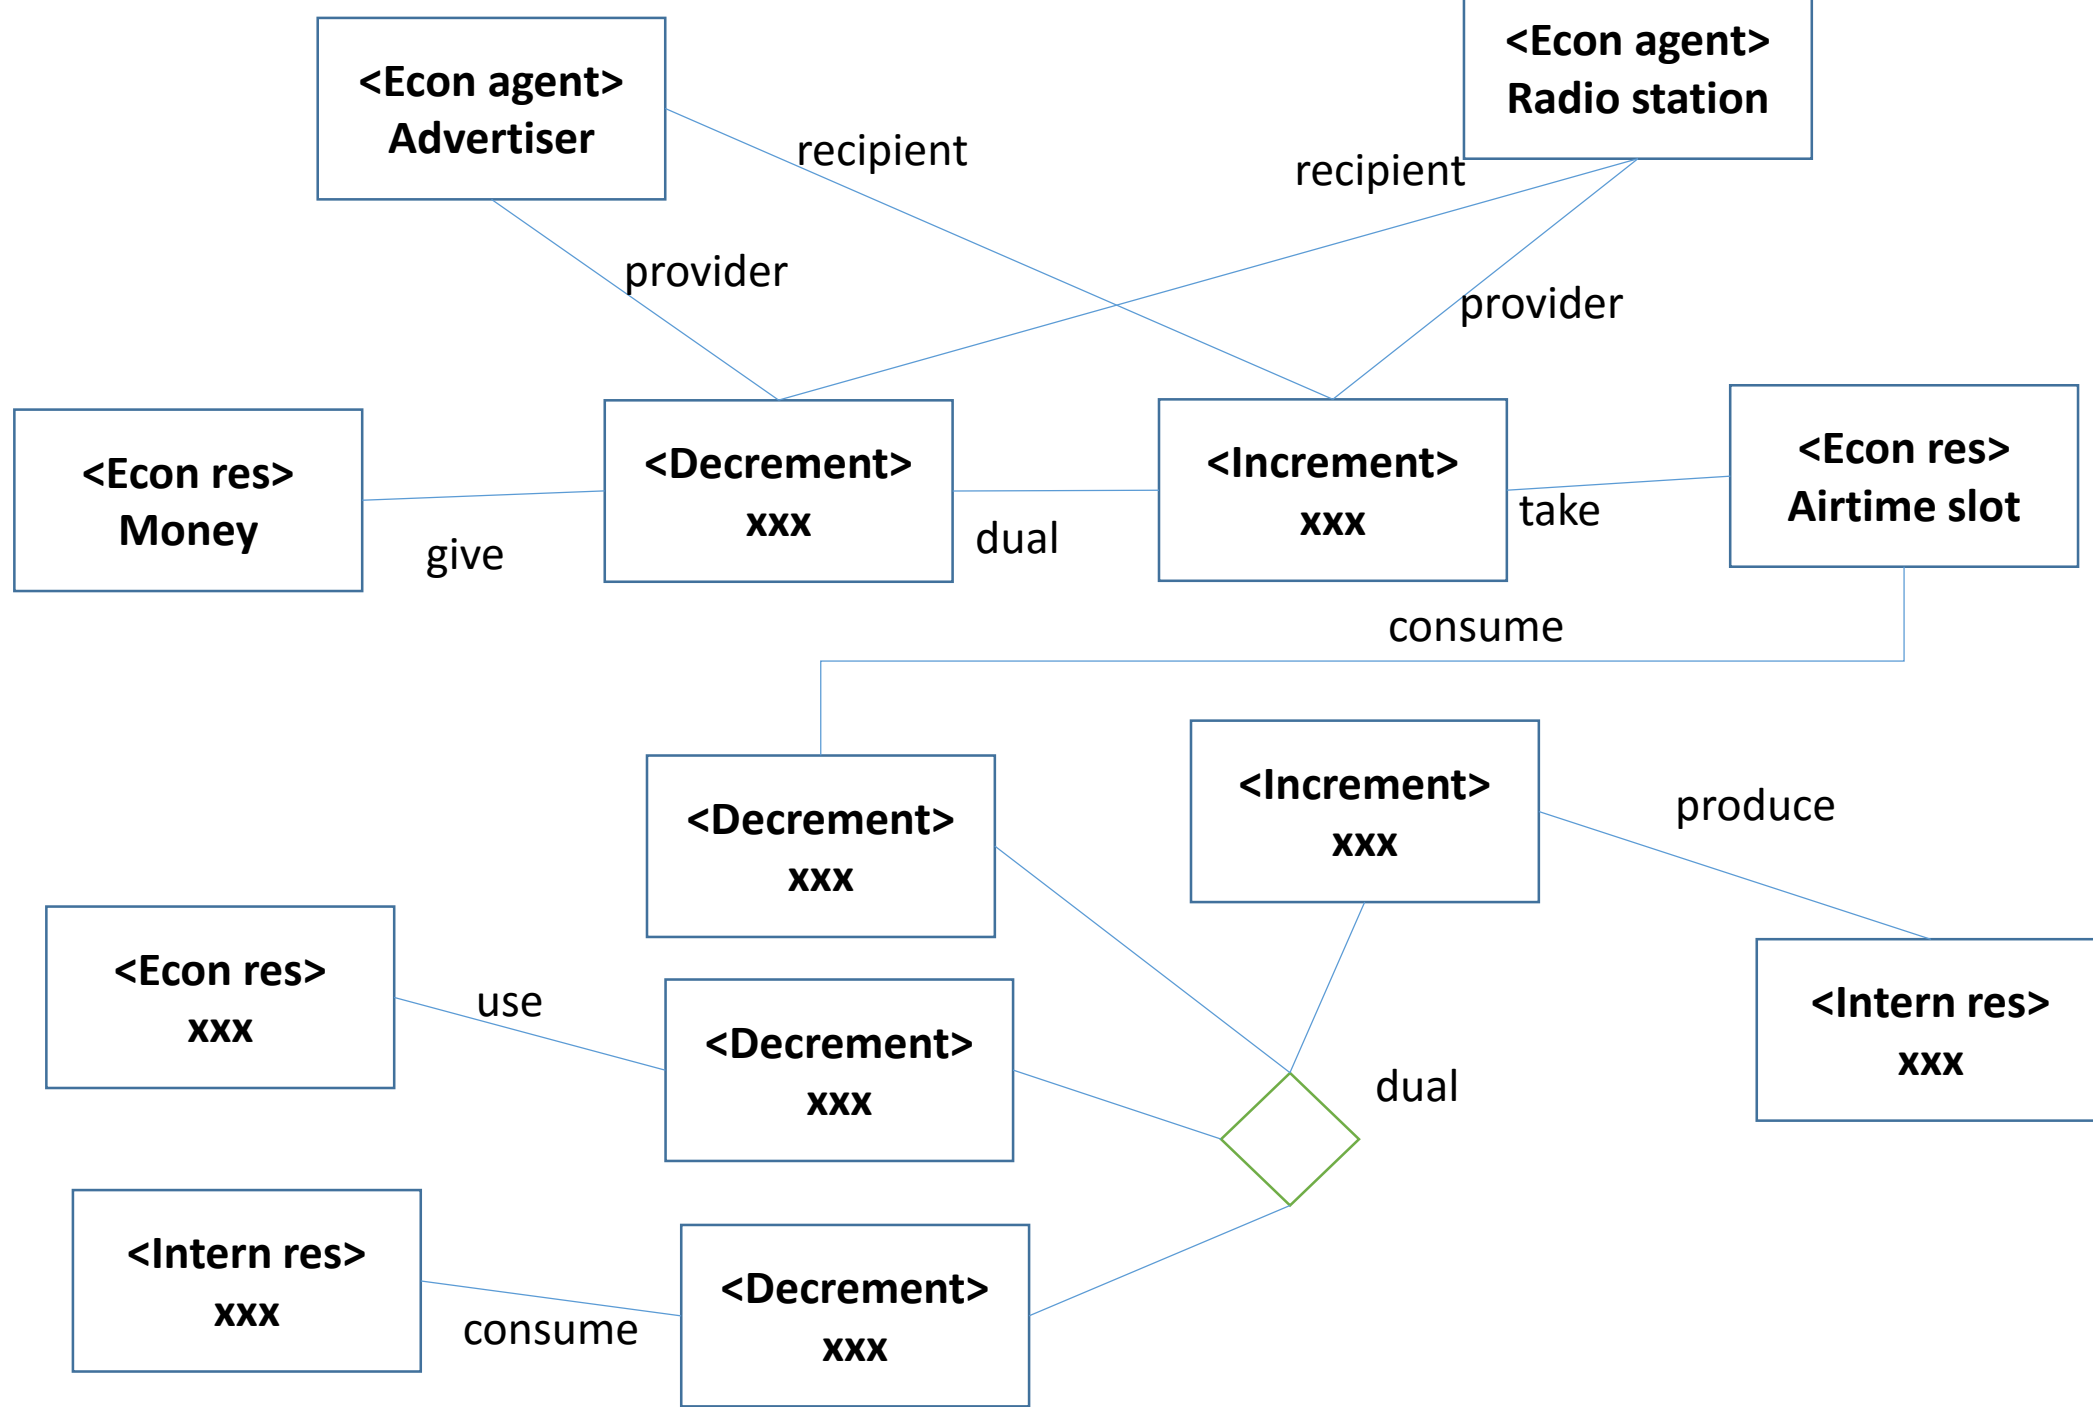 <Econ agent>
Advertiser
<Econ agent>
Radio station
recipient
recipient
provider
provider
<Econ res>
Money
give
<Decrement>
xxx
dual
<Increment>
xxx
take
<Econ res>
Airtime slot
consume
<Decrement>
xxx
<Increment>
xxx
produce
<Econ res>
xxx
use
<Decrement>
xxx
dual
<Intern res>
xxx
<Intern res>
xxx
consume
<Decrement>
xxx